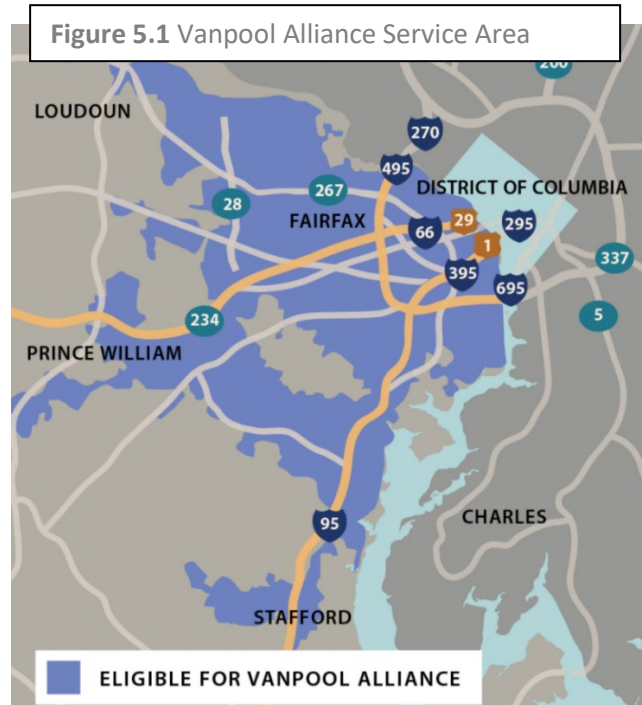 Figure 5.1 Vanpool Alliance Service Area
LOUDOUN
270
495
DISTRICT OF COLUMBIA
267
28
FAIRFAX
29
295
66
1
395
337
695
5
234
PRINCE WILLIAM
CHARLES
95
STAFFORD
ELIGIBLE FOR VANPOOL ALLIANCE